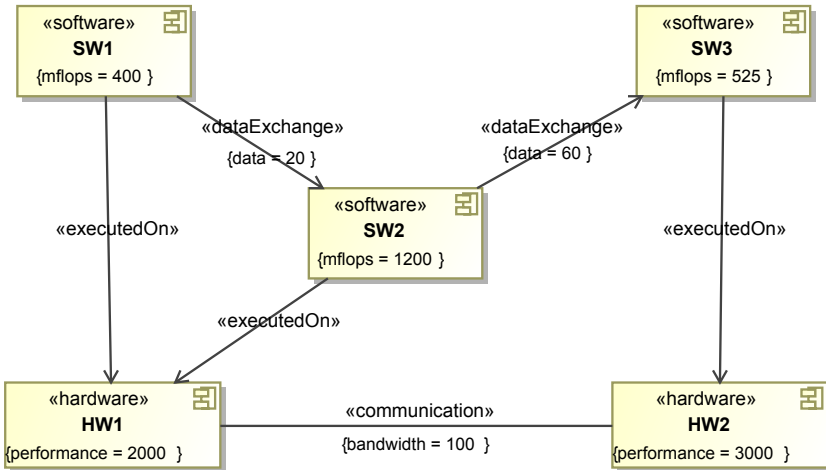 «software»
SW1
{mflops = 400 }
«software»
SW3
{mflops = 525 }
«dataExchange»
{data = 20 }
«dataExchange»
{data = 60 }
«software»
SW2
{mflops = 1200 }
«executedOn»
«executedOn»
«executedOn»
«hardware»
HW1
{performance = 2000 }
«communication»
{bandwidth = 100 }
«hardware»
HW2
{performance = 3000 }